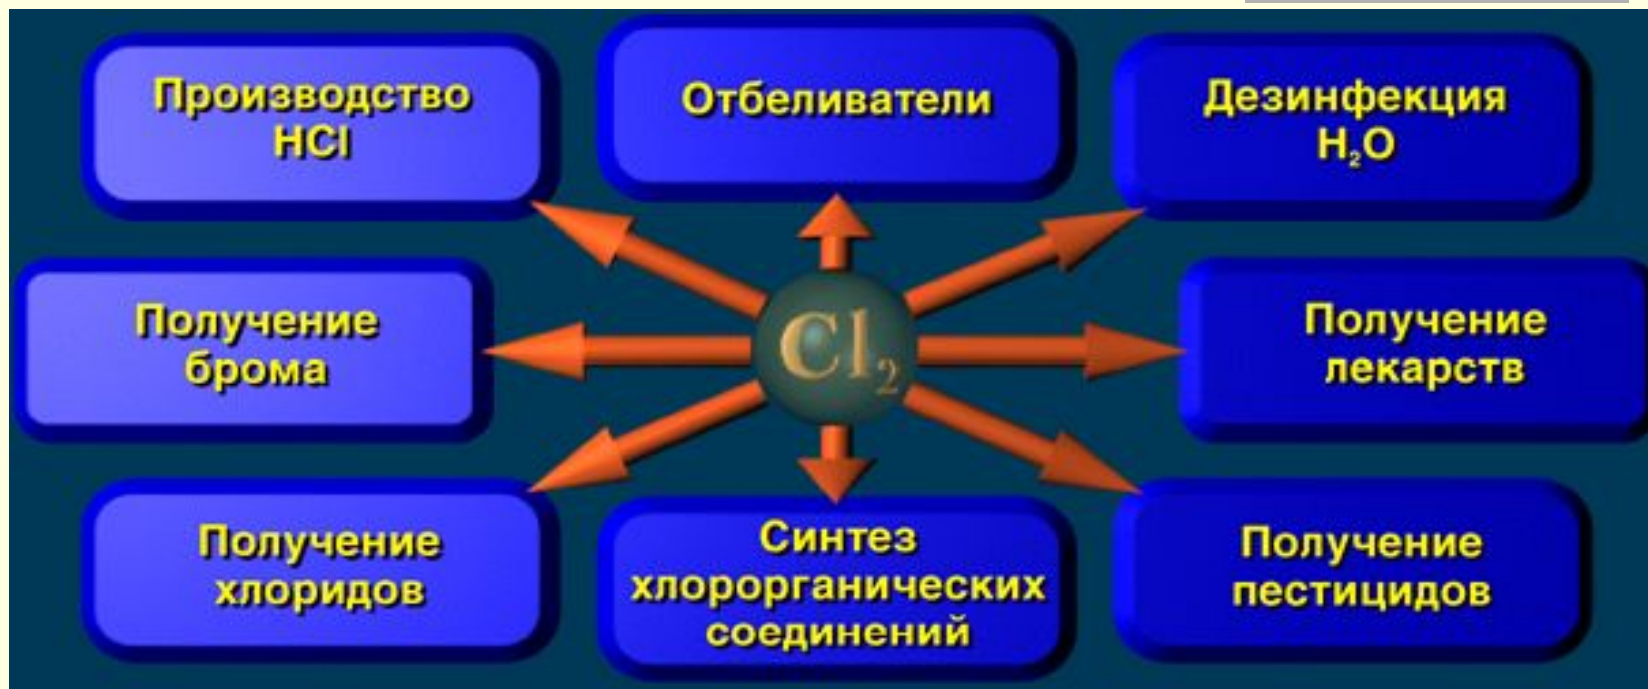 Производство
HCl
Отбеливатели
Дезинфекция
H₂O
Получение
брома
Cl₂
Получение
лекарств
Получение
хлоридов
Синтез
хлорорганических
соединений
Получение
пестицидов